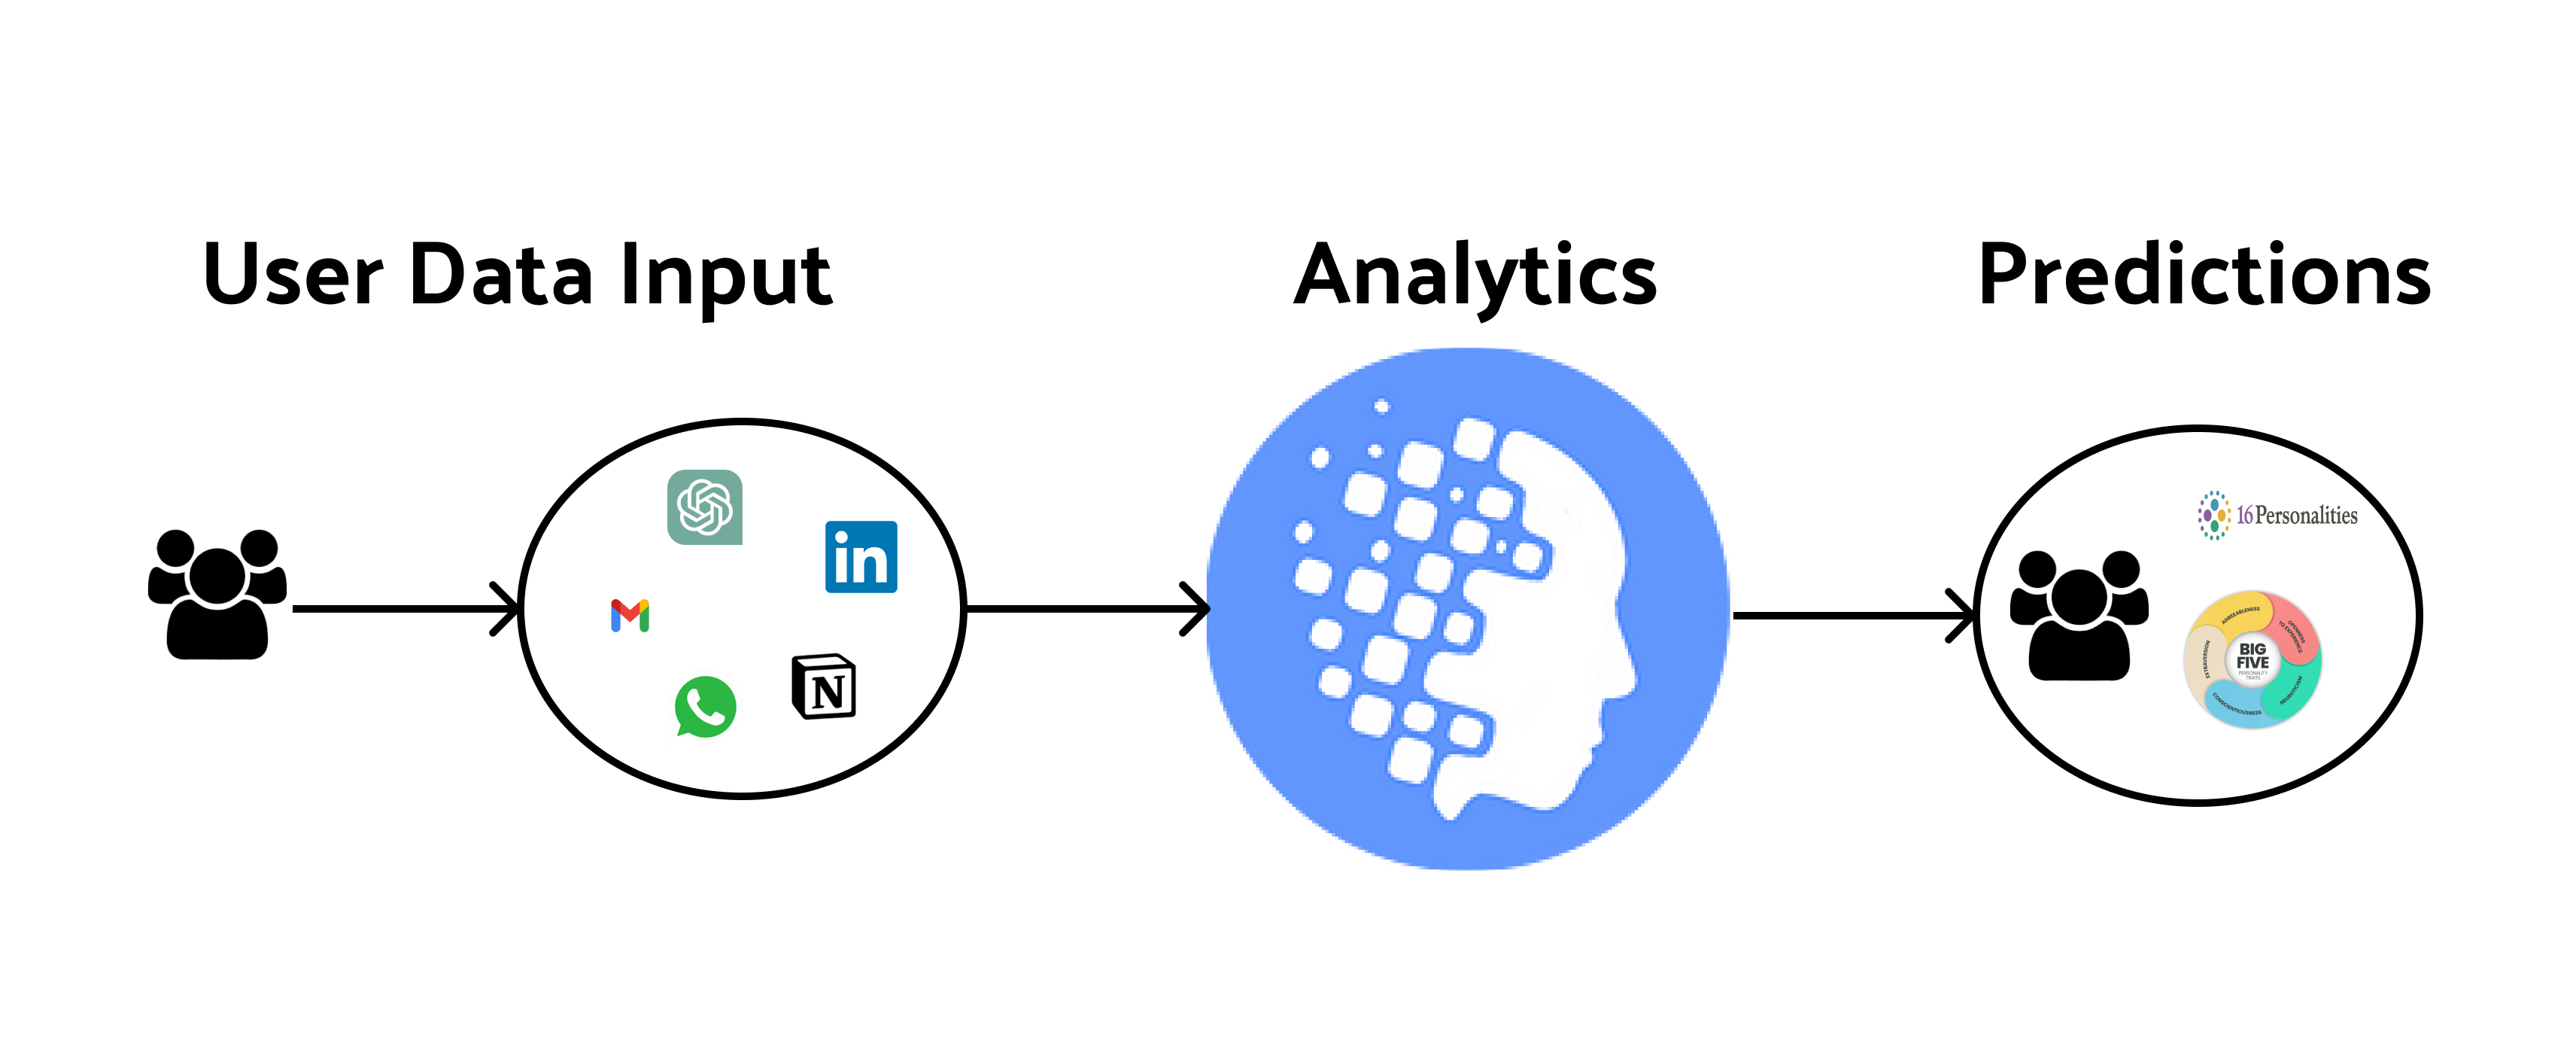 User Data Input
Analytics
Predictions
in
N
16Personalities
AGREEABLENESS
OPENNESS
TO EXPERIENCE
EXTRAVERSION
BIG
FIVE
PERSONALITY
TRAITS
CONSCIENTIOUSNESS
NEUROTICISM